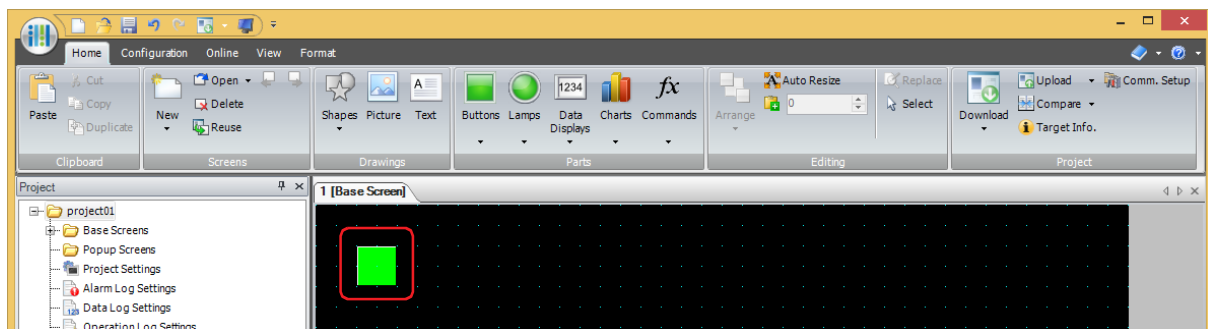 Home Configuration Online View Format
Cut
Copy
Duplicate
Paste
Clipboard
New
Open
Delete
Reuse
Screens
Shapes Picture Text
A
Drawings
1234
fx
Buttons Lamps Data Displays Charts Commands
Parts
Arrange
Auto Resize
0
Replace
Select
Editing
Download
Upload
Compare
Target Info.
Comm. Setup
Project
Project
1 [Base Screen]
project01
Base Screens
Popup Screens
Project Settings
Alarm Log Settings
Data Log Settings
Operation Log Settings